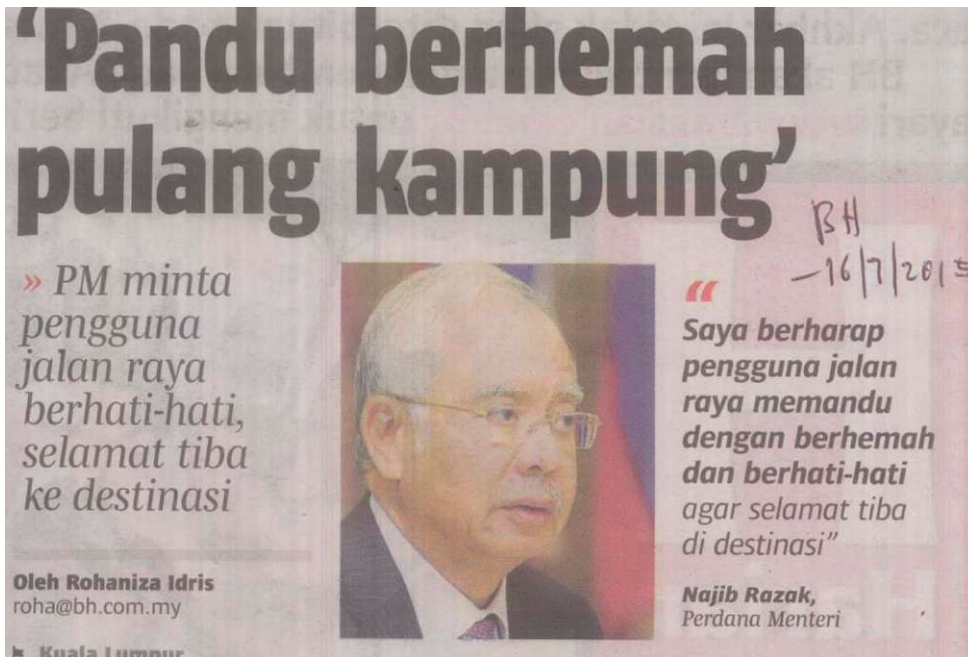 ‘Pandu berhemah
pulang kampung’
BH
-16/7/2015
» PM minta
pengguna
jalan raya
berhati-hati,
selamat tiba
ke destinasi
Oleh Rohaniza Idris
roha@bh.com.my
“
Saya berharap
pengguna jalan
raya memandu
dengan berhemah
dan berhati-hati
agar selamat tiba
di destinasi”
Najib Razak,
Perdana Menteri
Kuala Lumpur